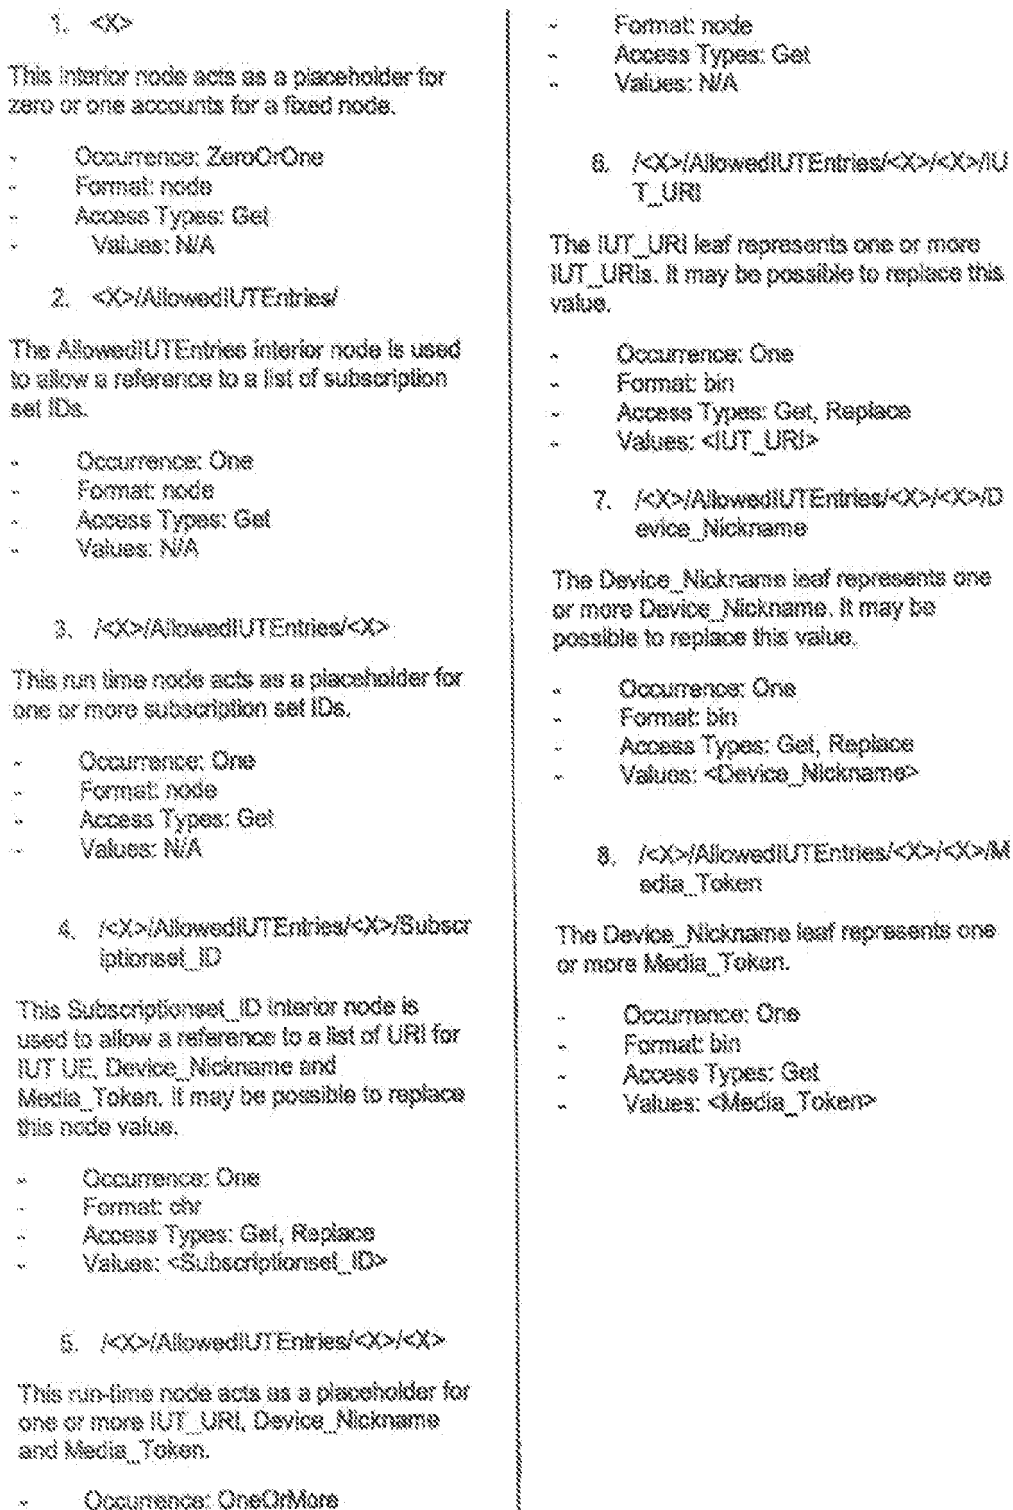 1. <X>
This interior node acts as a placeholder for
zero or one accounts for a fixed node.
- Occurrence: ZeroOrOne
- Format: node
- Access Types: Get
- Values: N/A
2. <X>/AllowedIUTEntries/
The AllowedIUTEntries interior node is used
to allow a reference to a list of subscription
set IDs.
- Occurrence: One
- Format: node
- Access Types: Get
- Values: N/A
3. /<X>/AllowedIUTEntries/<X>
This run time node acts as a placeholder for
one or more subscription set IDs.
- Occurrence: One
- Format: node
- Access Types: Get
- Values: N/A
4. /<X>/AllowedIUTEntries/<X>/Subscr
iptionset_ID
This Subscriptionset_ID interior node is
used to allow a reference to a list of URI for
IUT UE, Device_Nickname and
Media_Token. It may be possible to replace
this node value.
- Occurrence: One
- Format: chr
- Access Types: Get, Replace
- Values: <Subscriptionset_ID>
5. /<X>/AllowedIUTEntries/<X>/<X>
This run-time node acts as a placeholder for
one or more IUT_URI, Device_Nickname
and Media_Token.
- Occurrence: OneOrMore
- Format: node
- Access Types: Get
- Values: N/A
6. /<X>/AllowedIUTEntries/<X>/<X>/IU
T_URI
The IUT_URI leaf represents one or more
IUT_URIs. It may be possible to replace this
value.
- Occurrence: One
- Format: bin
- Access Types: Get, Replace
- Values: <IUT_URI>
7. /<X>/AllowedIUTEntries/<X>/<X>/D
evice_Nickname
The Device_Nickname leaf represents one
or more Device_Nickname. It may be
possible to replace this value.
- Occurrence: One
- Format: bin
- Access Types: Get, Replace
- Values: <Device_Nickname>
8. /<X>/AllowedIUTEntries/<X>/<X>/M
edia_Token
The Device_Nickname leaf represents one
or more Media_Token.
- Occurrence: One
- Format: bin
- Access Types: Get
- Values: <Media_Token>